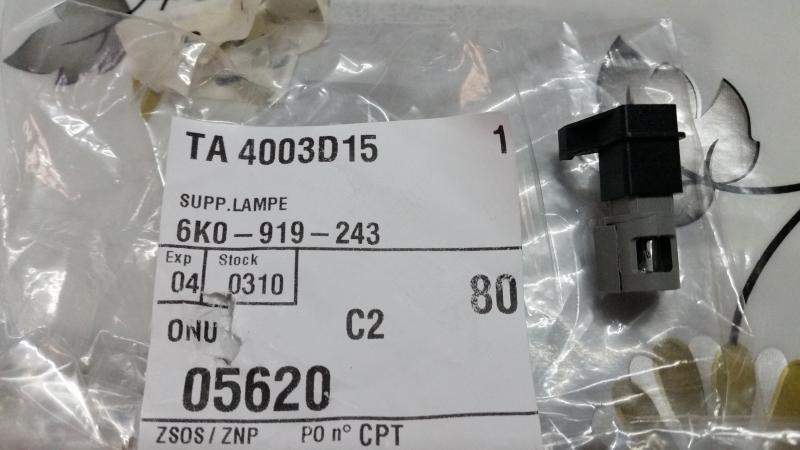 TA 4003D15 1
SUPP.LAMPE
6K0-919-243
Exp Stock
04 0310 80
ONU C2
05620
ZSOS / ZNP PO n° CPT